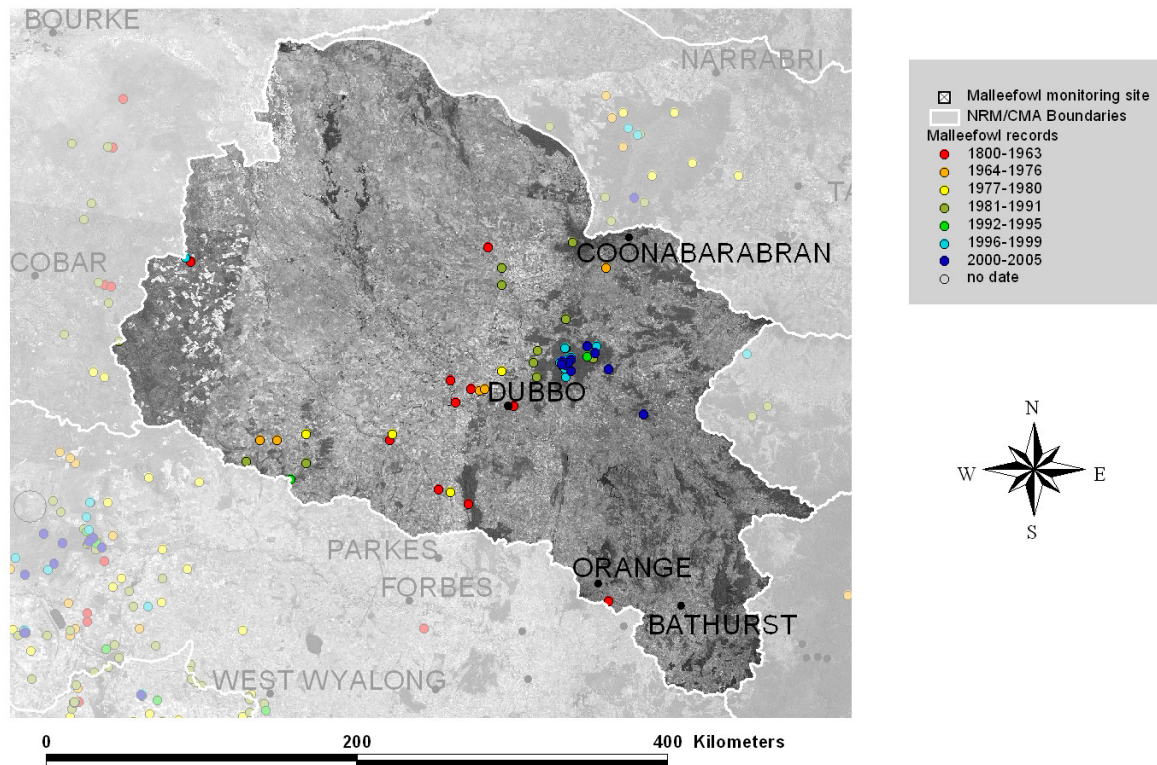 BOURKE
NARRABRI
TA
COONABARABRAN
COBAR
DUBBO
PARKES
ORANGE
FORBES
BATHURST
WEST WYALONG
0 200 400 Kilometers
Malleefowl monitoring site
NRM/CMA Boundaries
Malleefowl records
1800-1963
1964-1976
1977-1980
1981-1991
1992-1995
1996-1999
2000-2005
no date
N
W E
S